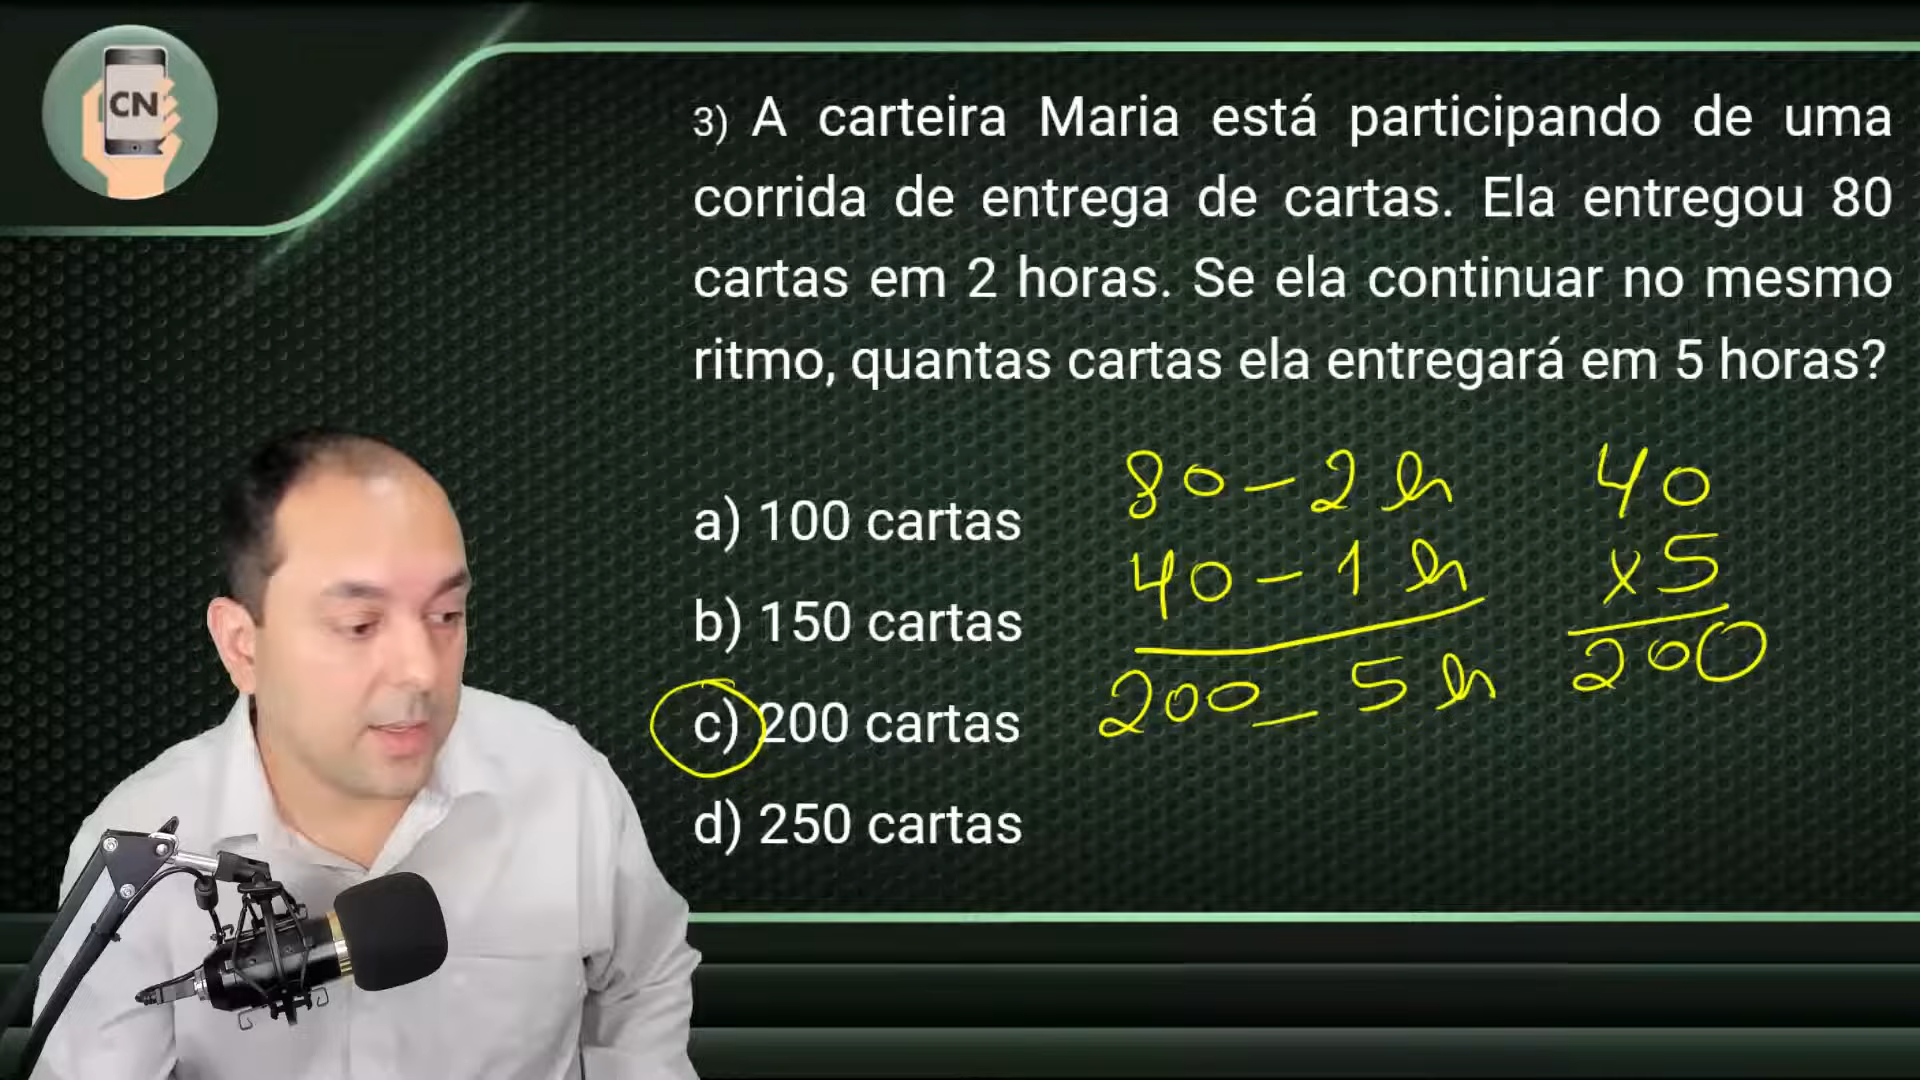 CN
3) A carteira Maria está participando de uma
corrida de entrega de cartas. Ela entregou 80
cartas em 2 horas. Se ela continuar no mesmo
ritmo, quantas cartas ela entregará em 5 horas?
a) 100 cartas
b) 150 cartas
c) 200 cartas
d) 250 cartas
80 - 2 h
40 - 1 h
200 - 5 h
40
x 5
200